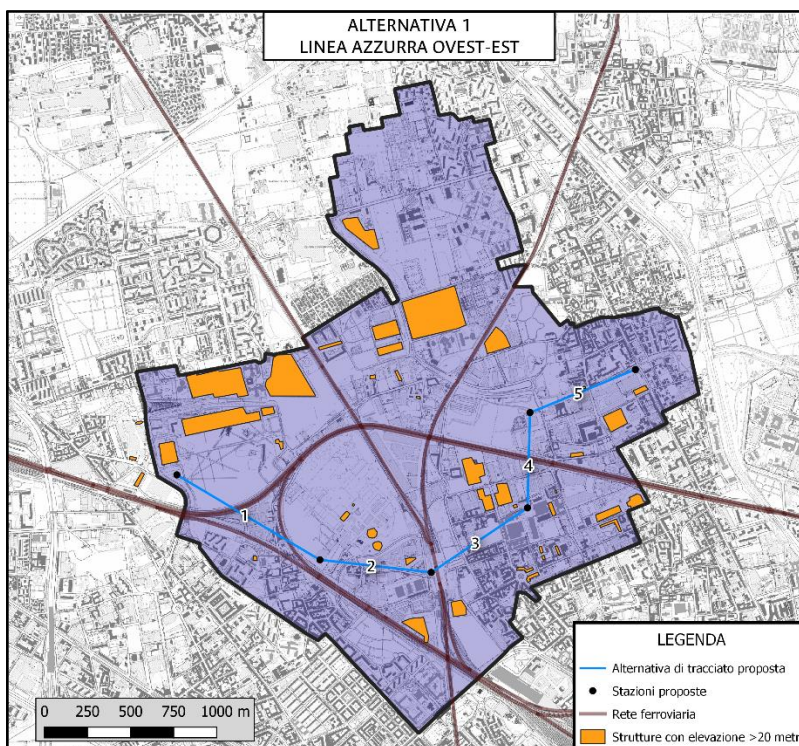 ALTERNATIVA 1
LINEA AZZURRA OVEST-EST
5
4
1
3
2
LEGENDA
Alternativa di tracciato proposta
Stazioni proposte
Rete ferroviaria
Strutture con elevazione >20 metri
0 250 500 750 1000 m